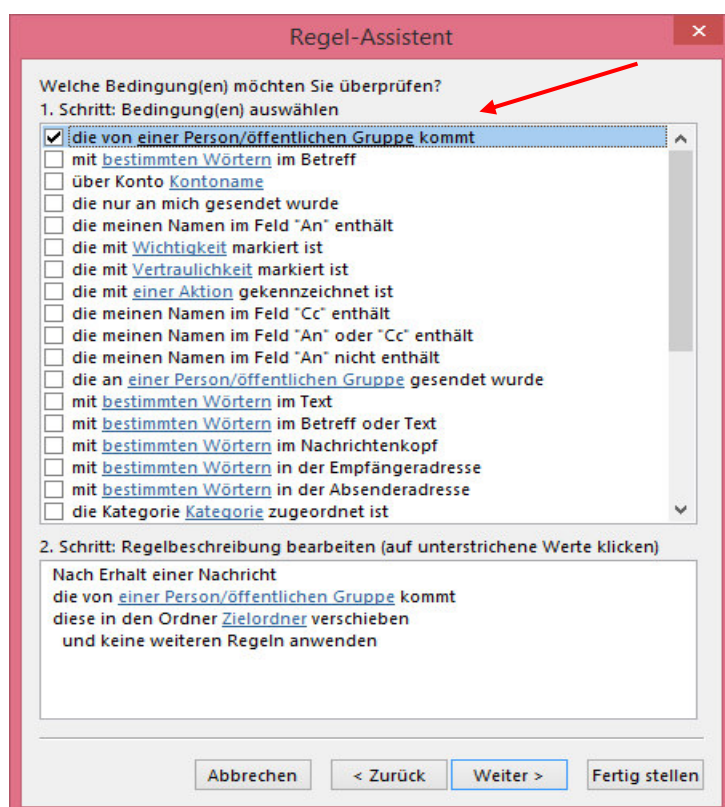 Regel-Assistent
Welche Bedingung(en) möchten Sie überprüfen?
1. Schritt: Bedingung(en) auswählen
die von einer Person/öffentlichen Gruppe kommt
mit bestimmten Wörtern im Betreff
über Konto Kontoname
die nur an mich gesendet wurde
die meinen Namen im Feld "An" enthält
die mit Wichtigkeit markiert ist
die mit Vertraulichkeit markiert ist
die mit einer Aktion gekennzeichnet ist
die meinen Namen im Feld "Cc" enthält
die meinen Namen im Feld "An" oder "Cc" enthält
die meinen Namen im Feld "An" nicht enthält
die an einer Person/öffentlichen Gruppe gesendet wurde
mit bestimmten Wörtern im Text
mit bestimmten Wörtern im Betreff oder Text
mit bestimmten Wörtern im Nachrichtenkopf
mit bestimmten Wörtern in der Empfängeradresse
mit bestimmten Wörtern in der Absenderadresse
die Kategorie Kategorie zugeordnet ist
2. Schritt: Regelbeschreibung bearbeiten (auf unterstrichene Werte klicken)
Nach Erhalt einer Nachricht
die von einer Person/öffentlichen Gruppe kommt
diese in den Ordner Zielordner verschieben
und keine weiteren Regeln anwenden
Abbrechen < Zurück Weiter > Fertig stellen